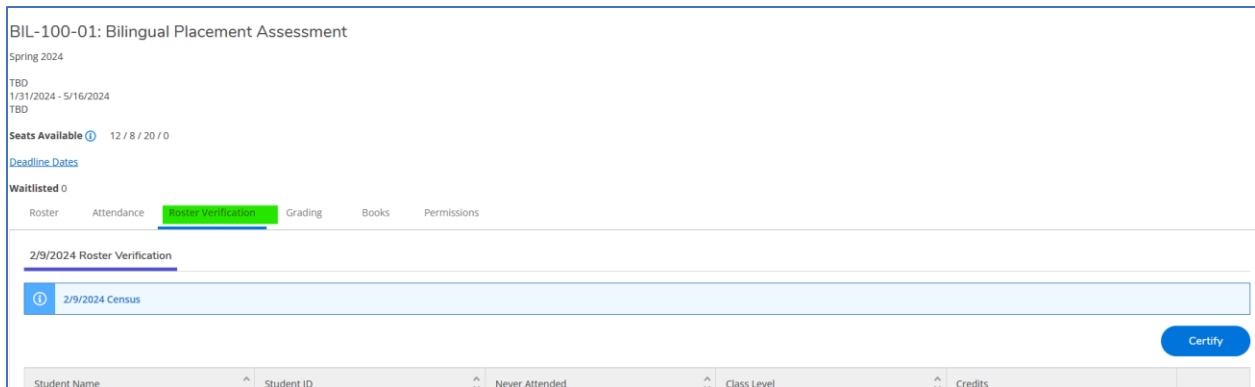 BIL-100-01: Bilingual Placement Assessment
Spring 2024
TBD
1/31/2024 - 5/16/2024
TBD
Seats Available 12 / 8 / 20 / 0
Deadline Dates
Waitlisted 0
Roster Attendance Roster Verification Grading Books Permissions
2/9/2024 Roster Verification
2/9/2024 Census
Certify
Student Name Student ID Never Attended Class Level Credits